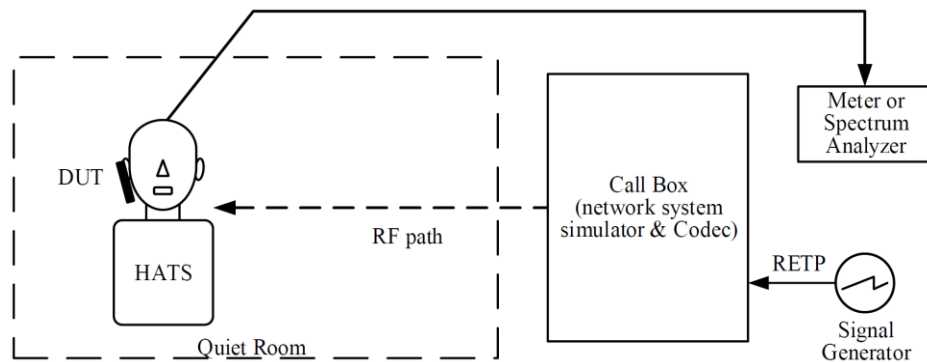 Meter or
Spectrum
Analyzer
DUT
Call Box
(network system
simulator & Codec)
RF path
HATS
RETP
Signal
Generator
Quiet Room